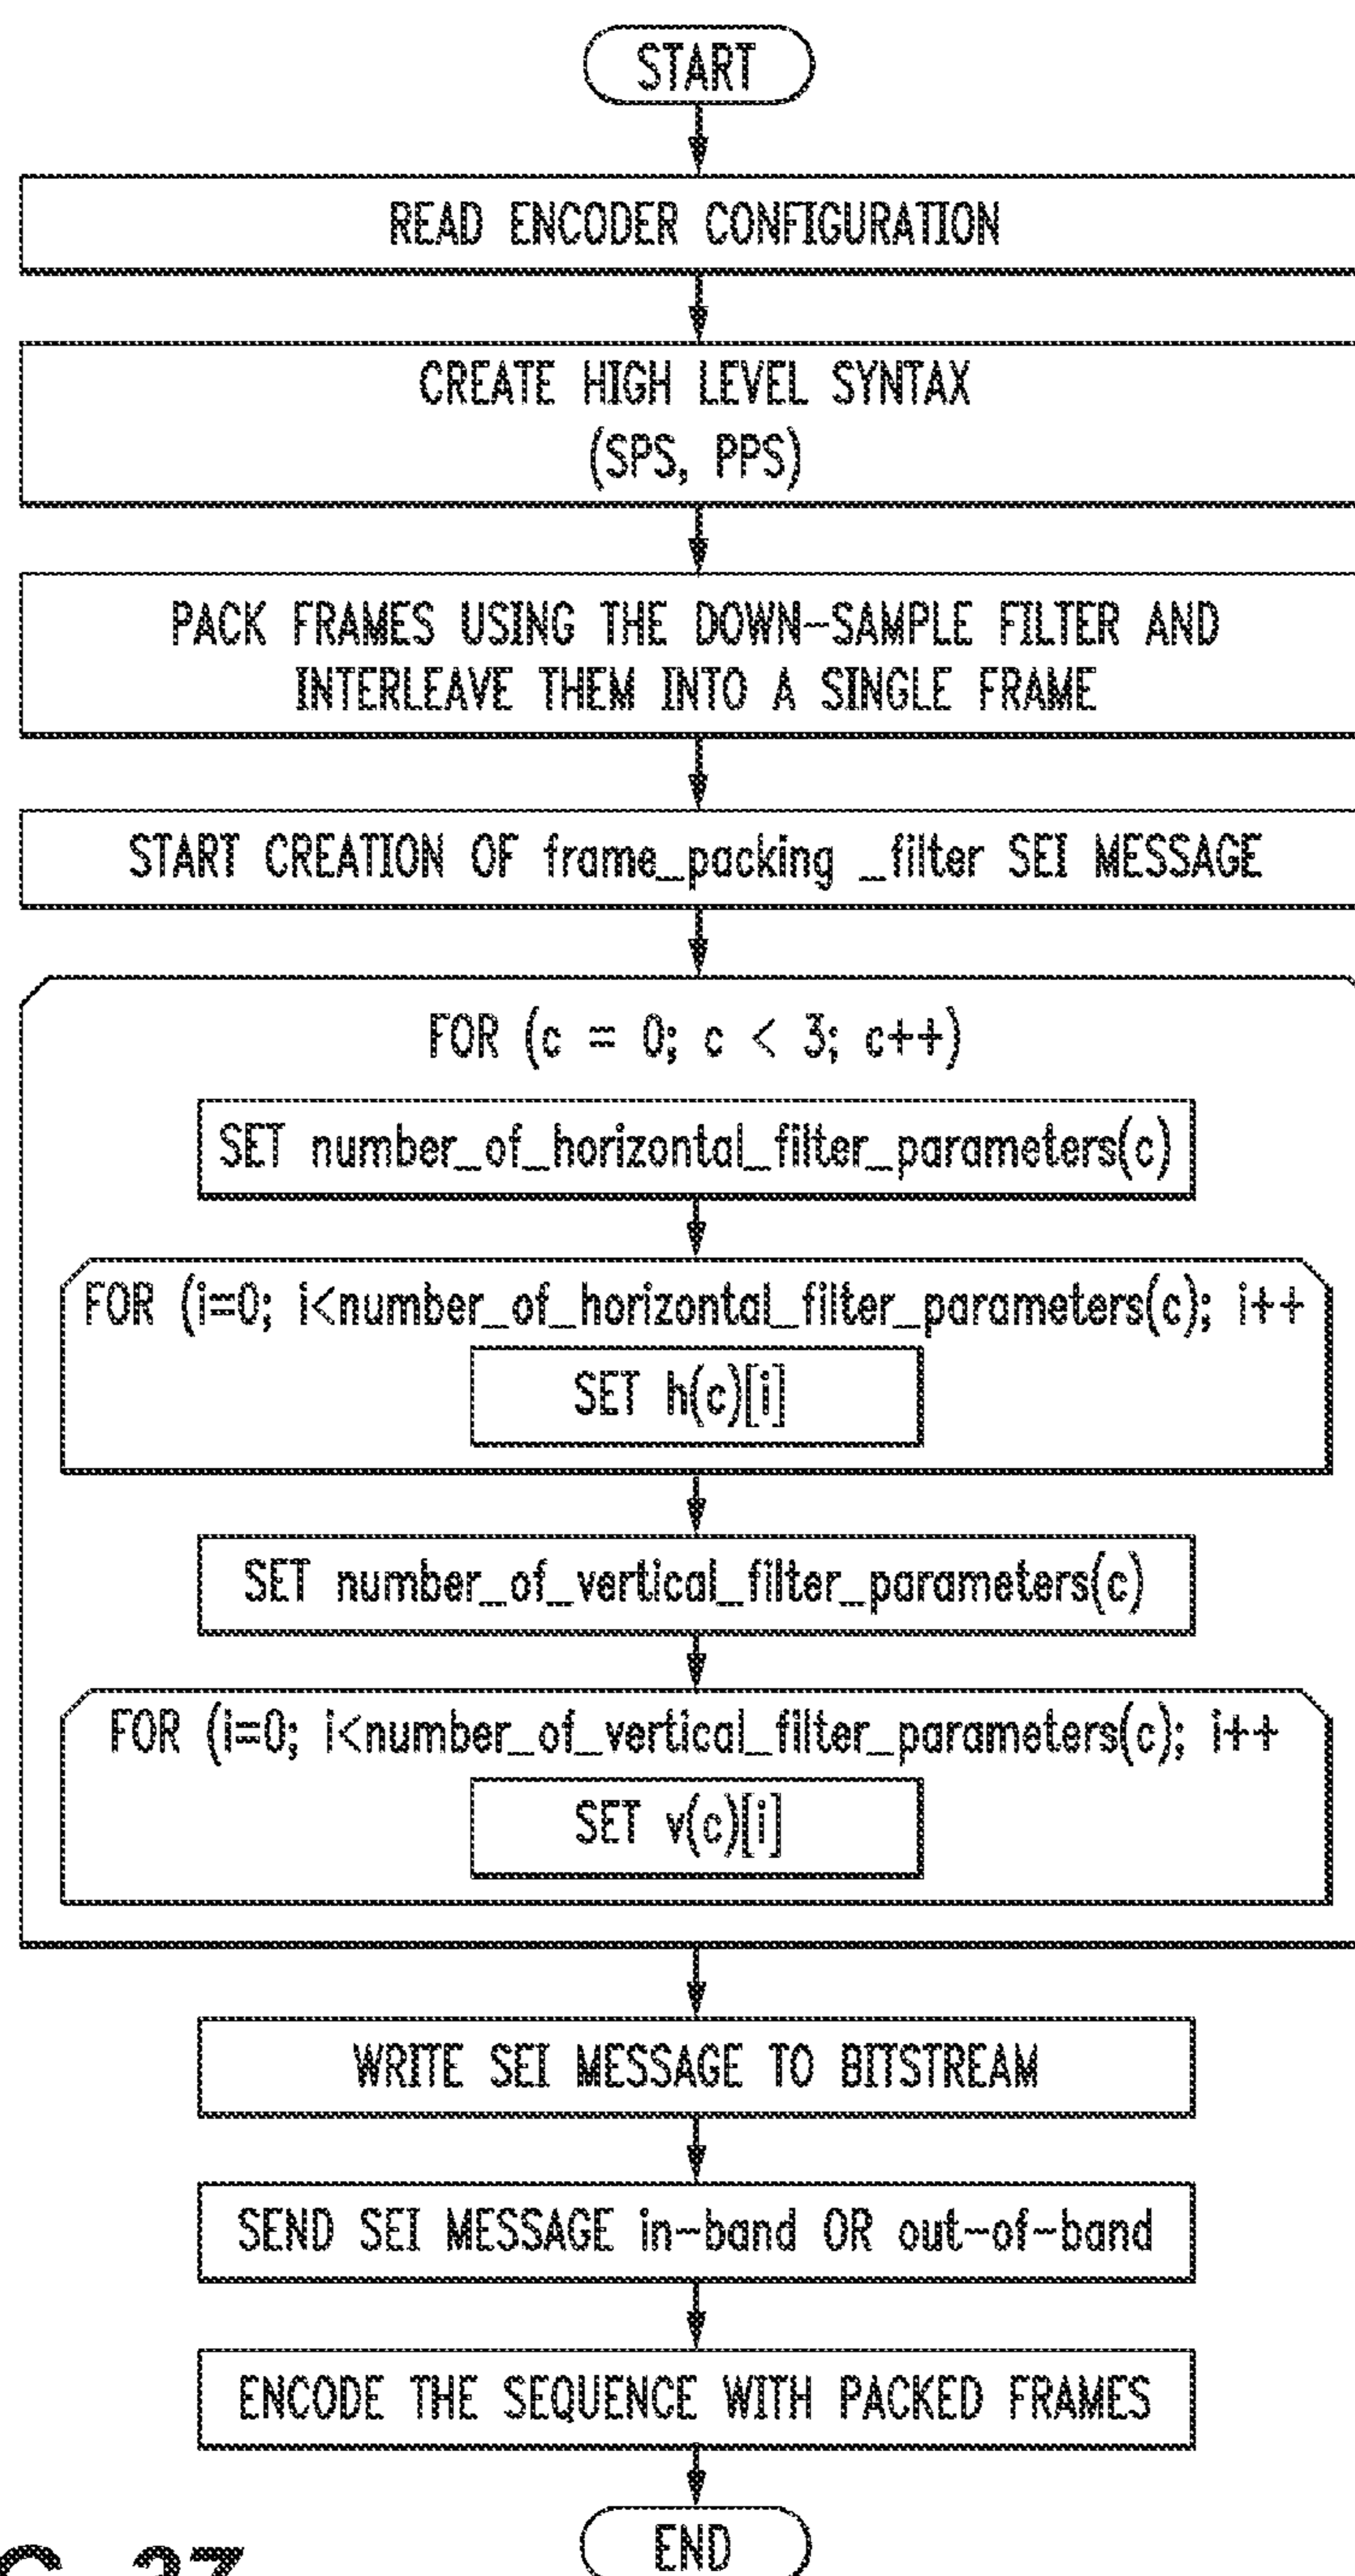 START
READ ENCODER CONFIGURATION
CREATE HIGH LEVEL SYNTAX
(SPS, PPS)
PACK FRAMES USING THE DOWN-SAMPLE FILTER AND
INTERLEAVE THEM INTO A SINGLE FRAME
START CREATION OF frame_packing _filter SEI MESSAGE
FOR (c = 0; c < 3; c++)
SET number_of_horizontal_filter_parameters(c)
FOR (i=0; i<number_of_horizontal_filter_parameters(c); i++
SET h(c)[i]
SET number_of_vertical_filter_parameters(c)
FOR (i=0; i<number_of_vertical_filter_parameters(c); i++
SET v(c)[i]
WRITE SEI MESSAGE TO BITSTREAM
SEND SEI MESSAGE in-band OR out-of-band
ENCODE THE SEQUENCE WITH PACKED FRAMES
END